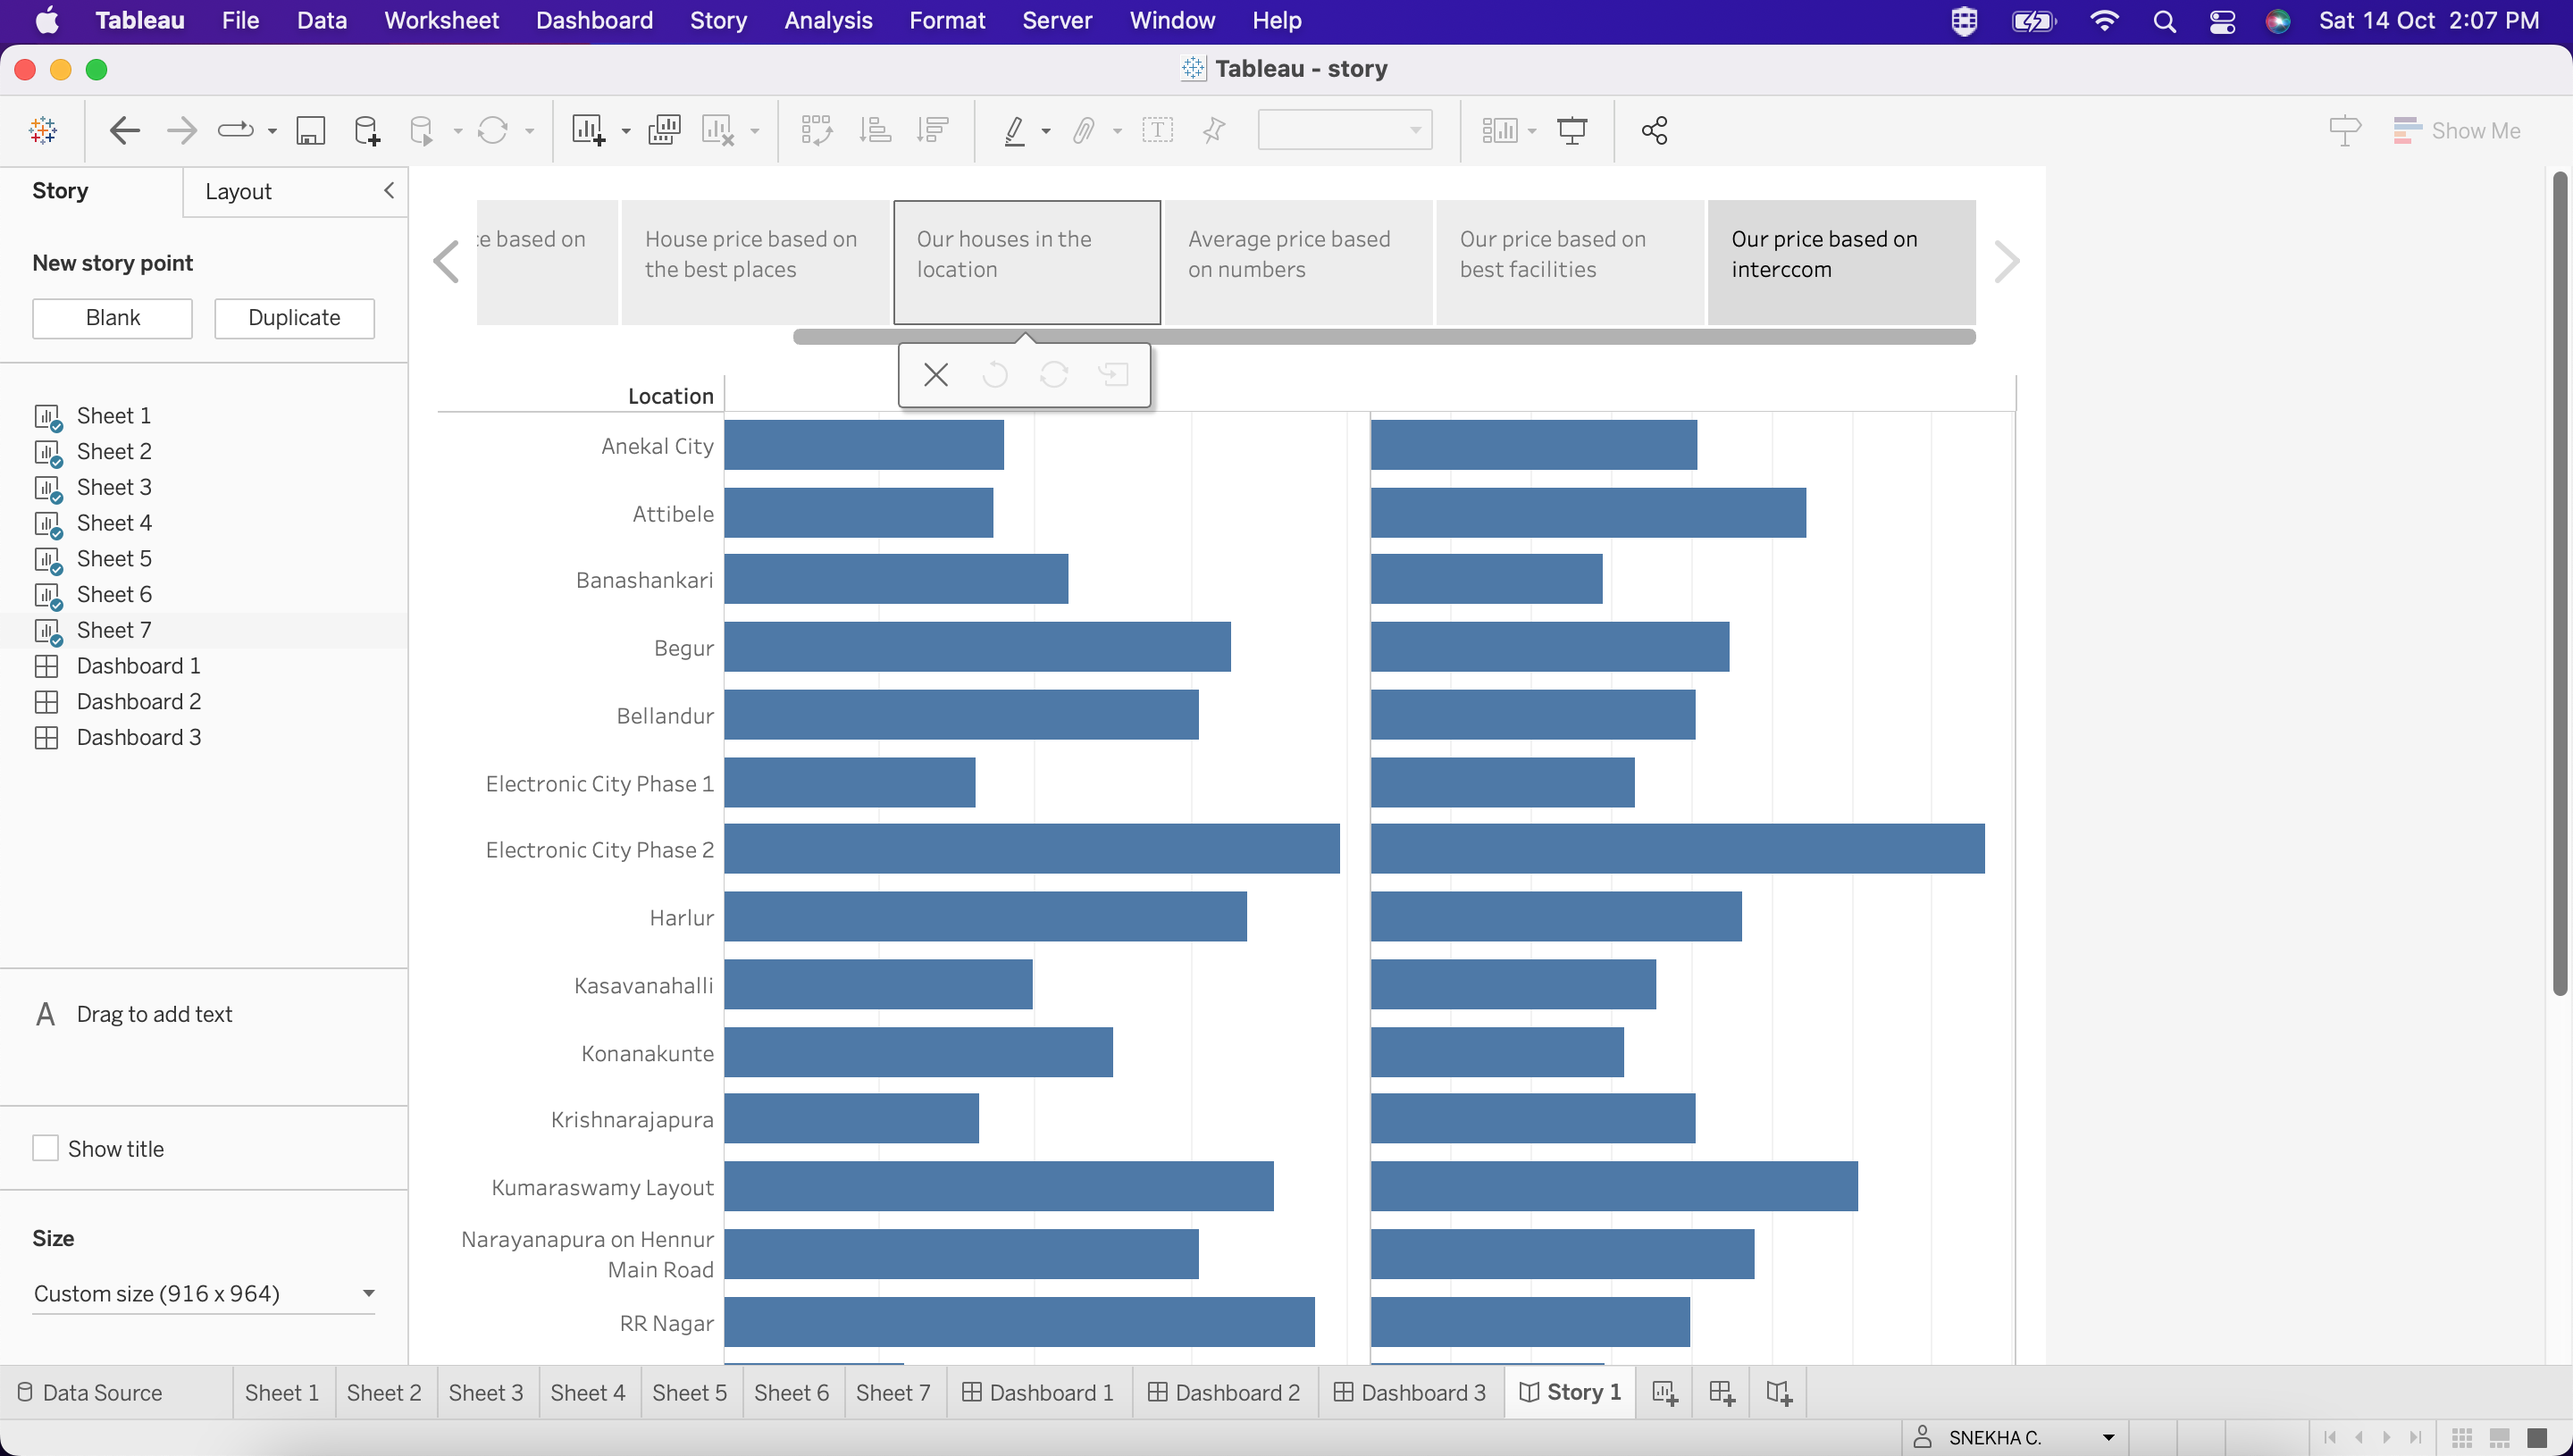 Tableau File Data Worksheet Dashboard Story Analysis Format Server Window Help Sat 14 Oct 2:07 PM
Tableau - story
Show Me
Story
Layout
New story point
Blank
Duplicate
Sheet 1
Sheet 2
Sheet 3
Sheet 4
Sheet 5
Sheet 6
Sheet 7
Dashboard 1
Dashboard 2
Dashboard 3
A Drag to add text
Show title
Size
Custom size (916 x 964)
e based on
House price based on
the best places
Our houses in the
location
Average price based
on numbers
Our price based on
best facilities
Our price based on
interccom
Location
Anekal City
Attibele
Banashankari
Begur
Bellandur
Electronic City Phase 1
Electronic City Phase 2
Harlur
Kasavanahalli
Konanakunte
Krishnarajapura
Kumaraswamy Layout
Narayanapura on Hennur
Main Road
RR Nagar
Data Source Sheet 1 Sheet 2 Sheet 3 Sheet 4 Sheet 5 Sheet 6 Sheet 7 Dashboard 1 Dashboard 2 Dashboard 3 Story 1
SNEKHA C.